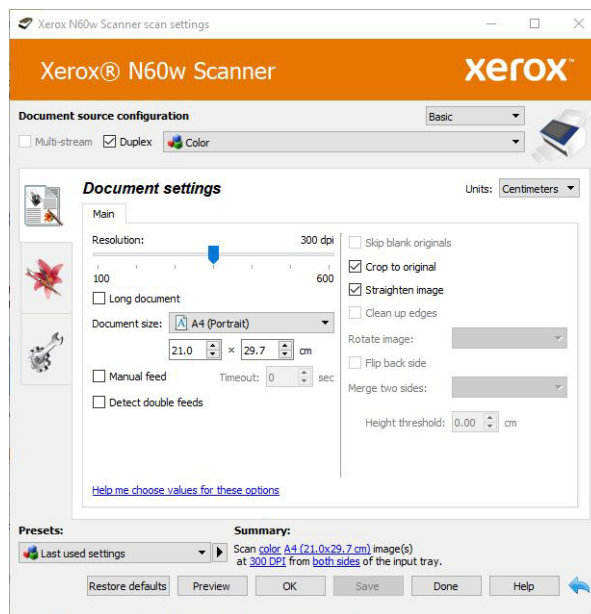 Xerox N60w Scanner scan settings
Xerox® N60w Scanner
xerox™
Document source configuration
Basic
Multi-stream
Duplex
Color
Document settings
Units:
Centimeters
Main
Resolution:
300 dpi
100
600
Long document
Document size:
A4 (Portrait)
21.0 × 29.7 cm
Manual feed
Timeout: 0 sec
Detect double feeds
Skip blank originals
Crop to original
Straighten image
Clean up edges
Rotate image:
Flip back side
Merge two sides:
Height threshold: 0.00 cm
Help me choose values for these options
Presets:
Last used settings
Summary:
Scan color A4 (21.0x29.7 cm) image(s)
at 300 DPI from both sides of the input tray.
Restore defaults
Preview
OK
Save
Done
Help